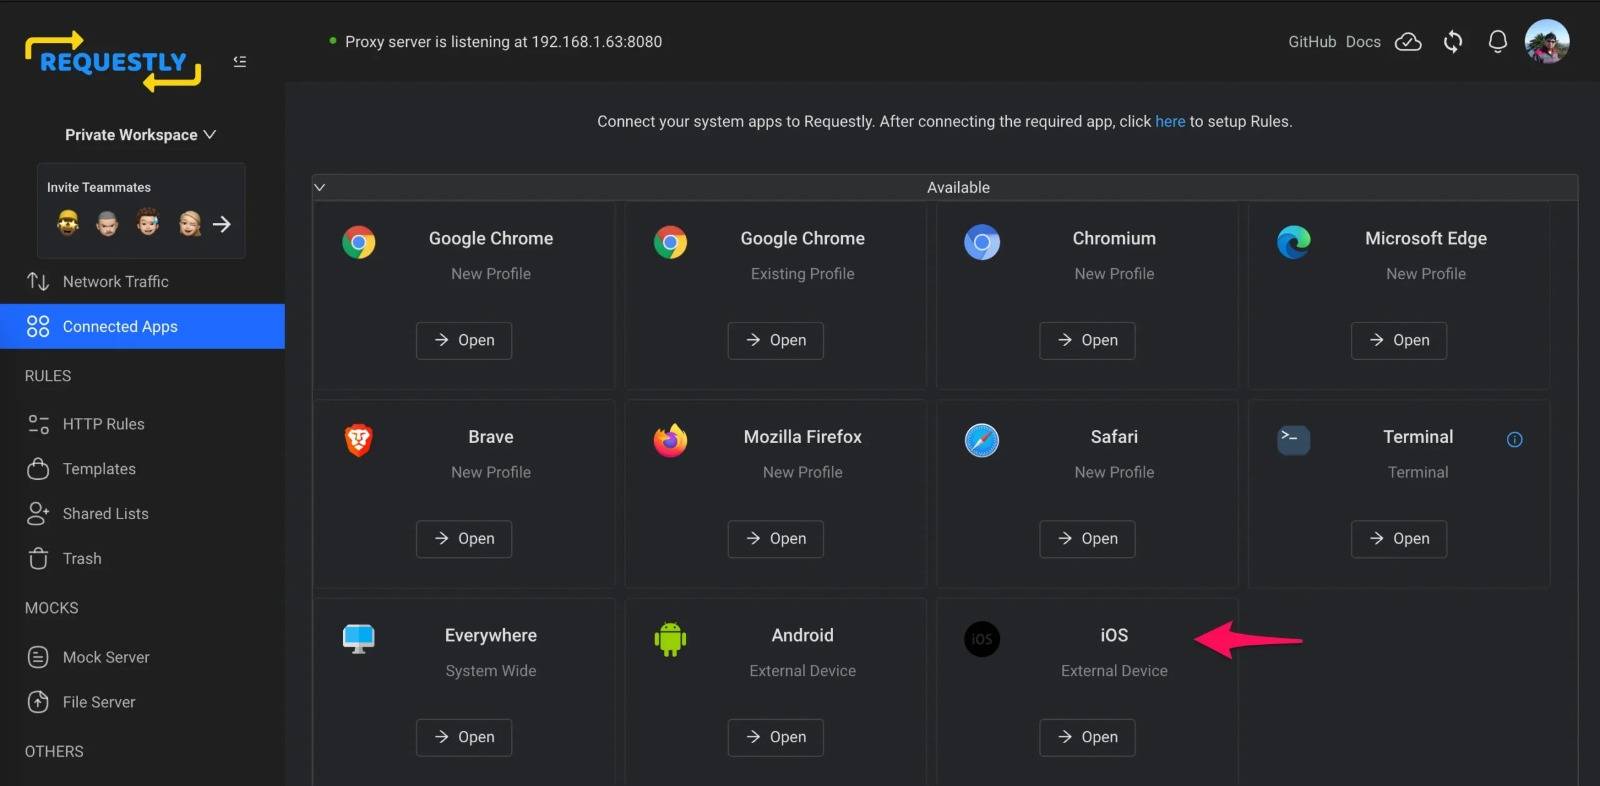 REQUESTLY
Proxy server is listening at 192.168.1.63:8080
GitHub Docs
Private Workspace
Invite Teammates
Network Traffic
Connected Apps
RULES
HTTP Rules
Templates
Shared Lists
Trash
MOCKS
Mock Server
File Server
OTHERS
Connect your system apps to Requestly. After connecting the required app, click here to setup Rules.
Available
Google Chrome
New Profile
Open
Google Chrome
Existing Profile
Open
Chromium
New Profile
Open
Microsoft Edge
New Profile
Open
Brave
New Profile
Open
Mozilla Firefox
New Profile
Open
Safari
New Profile
Open
Terminal
Terminal
Open
Everywhere
System Wide
Open
Android
External Device
Open
iOS
iOS
External Device
Open